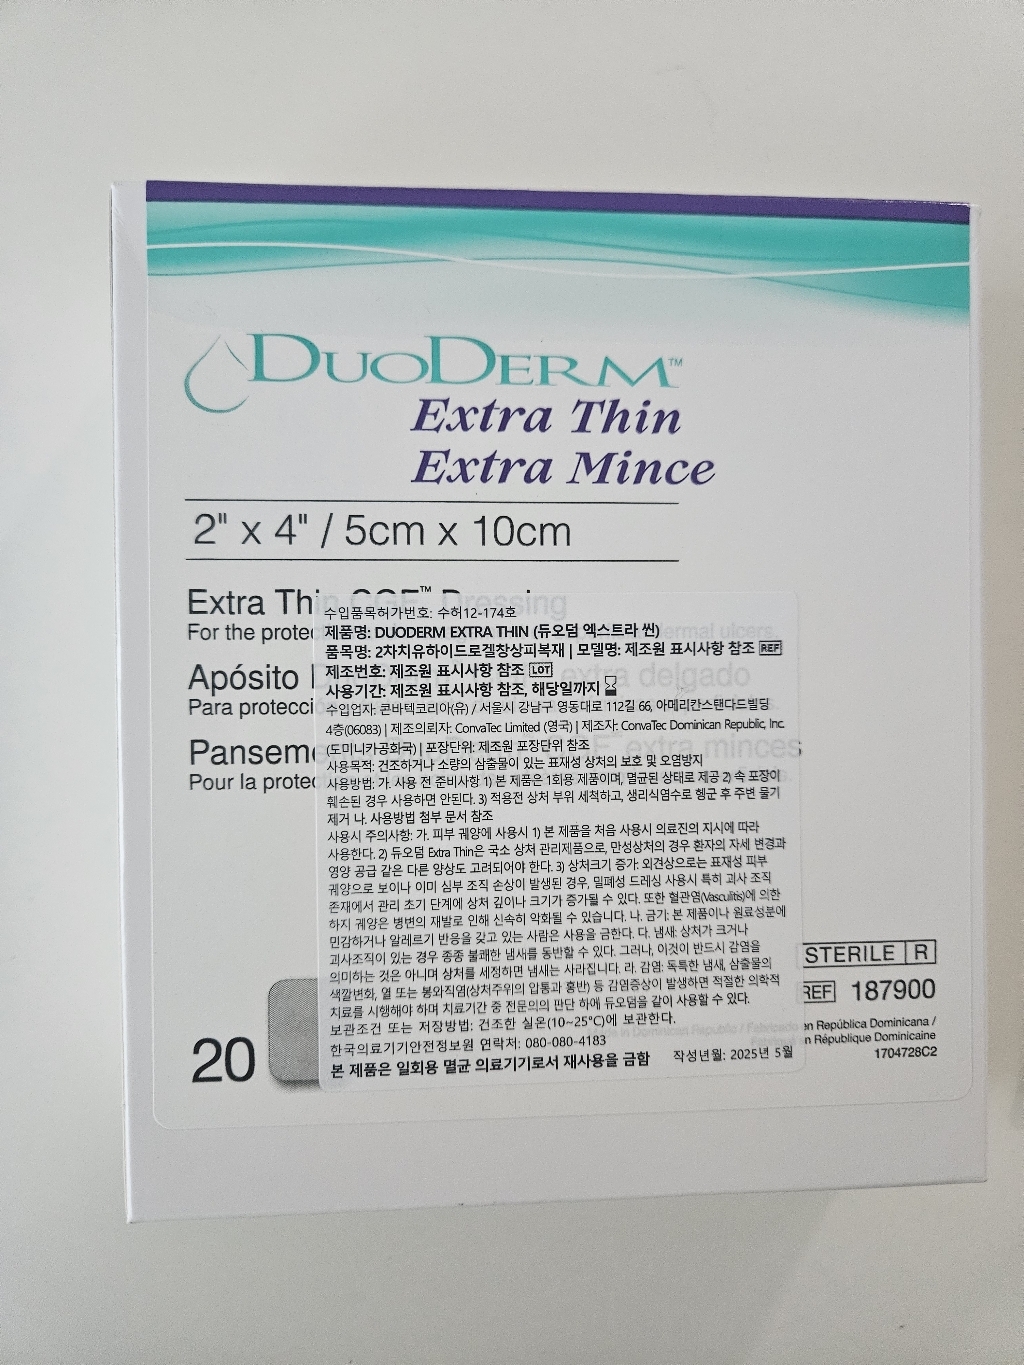 DUODERM™
Extra Thin
Extra Mince
2" x 4" / 5cm x 10cm
Extra Thin CGF™ Dressing
For the protec dermal ulcers
수입품목허가번호: 수허12-174호
제품명: DUODERM EXTRA THIN (듀오덤 엑스트라 씬)
품목명: 2차치유하이드로겔창상피복재 | 모델명: 제조원 표시사항 참조 REF
제조번호: 제조원 표시사항 참조 LOT
사용기간: 제조원 표시사항 참조, 해당일까지
Apósito extra delgado
Para protecci
수입업자: 콘바텍코리아(유) / 서울시 강남구 영동대로 112길 66, 아메리칸스탠다드빌딩
4층(06083) | 제조의뢰자: ConvaTec Limited (영국) | 제조자: ConvaTec Dominican Republic, Inc.
(도미니카공화국) | 포장단위: 제조원 포장단위 참조
Panseme extra minces
Pour la protec
사용목적: 건조하거나 소량의 삼출물이 있는 표재성 상처의 보호 및 오염방지
사용방법: 가. 사용 전 준비사항 1) 본 제품은 1회용 제품이며, 멸균된 상태로 제공 2) 속 포장이
훼손된 경우 사용하면 안된다. 3) 적용전 상처 부위 세척하고, 생리식염수로 헹군 후 주변 물기
제거 나. 사용방법 첨부 문서 참조
사용시 주의사항: 가. 피부 궤양에 사용시 1) 본 제품을 처음 사용시 의료진의 지시에 따라
사용한다. 2) 듀오덤 Extra Thin은 국소 상처 관리제품으로, 만성상처의 경우 환자의 자세 변경과
영양 공급 같은 다른 양상도 고려되어야 한다. 3) 상처크기 증가: 외견상으로는 표재성 피부
궤양으로 보이나 이미 심부 조직 손상이 발생된 경우, 밀폐성 드레싱 사용시 특히 괴사 조직
존재에서 관리 초기 단계에 상처 깊이나 크기가 증가될 수 있다. 또한 혈관염(Vasculitis)에 의한
하지 궤양은 병변의 재발로 인해 신속히 악화될 수 있습니다. 나. 금기: 본 제품이나 원료성분에
민감하거나 알레르기 반응을 갖고 있는 사람은 사용을 금한다. 다. 냄새: 상처가 크거나
괴사조직이 있는 경우 종종 불쾌한 냄새를 동반할 수 있다. 그러나, 이것이 반드시 감염을
의미하는 것은 아니며 상처를 세정하면 냄새는 사라집니다. 라. 감염: 독특한 냄새, 삼출물의
색깔변화, 열 또는 봉와직염(상처주위의 입통과 홍반) 등 감염증상이 발생하면 적절한 의학적
치료를 시행해야 하며 치료기간 중 전문의의 판단 하에 듀오덤을 같이 사용할 수 있다.
보관조건 또는 저장방법: 건조한 실온(10~25°C)에 보관한다.
한국의료기기안전정보원 연락처: 080-080-4183
본 제품은 일회용 멸균 의료기기로서 재사용을 금함 작성년월: 2025년 5월
STERILE R
REF 187900
Made in Dominican Republic / Fabricado en República Dominicana /
Fabriqué en République Dominicaine
1704728C2
20